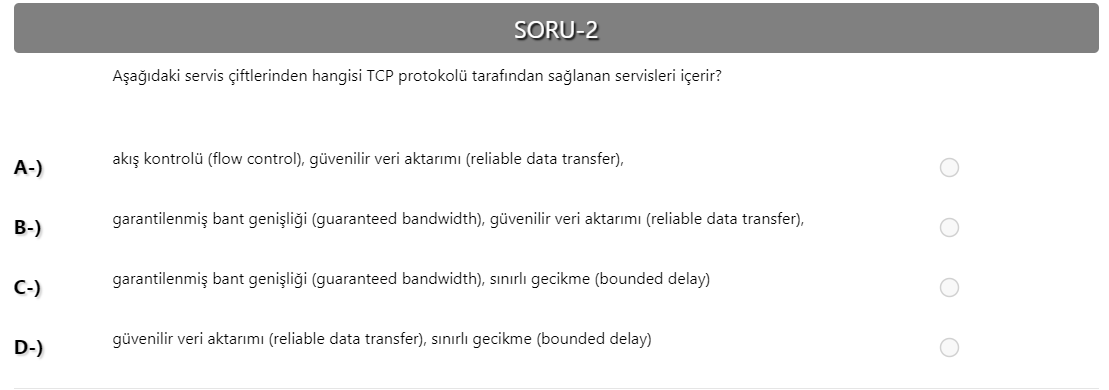 SORU-2
Aşağıdaki servis çiftlerinden hangisi TCP protokolü tarafından sağlanan servisleri içerir?
A-) akış kontrolü (flow control), güvenilir veri aktarımı (reliable data transfer),
B-) garantilenmiş bant genişliği (guaranteed bandwidth), güvenilir veri aktarımı (reliable data transfer),
C-) garantilenmiş bant genişliği (guaranteed bandwidth), sınırlı gecikme (bounded delay)
D-) güvenilir veri aktarımı (reliable data transfer), sınırlı gecikme (bounded delay)